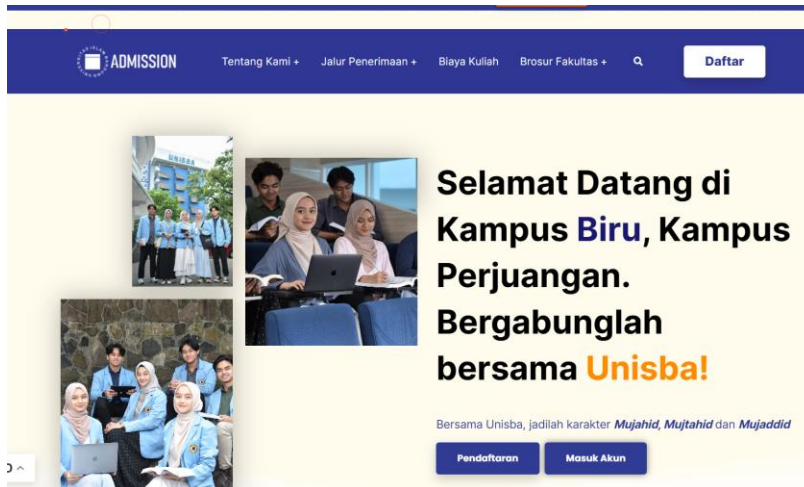 ADMISSION
Tentang Kami +
Jalur Penerimaan +
Biaya Kuliah
Brosur Fakultas +
Daftar
UNISBA
Selamat Datang di
Kampus Biru, Kampus
Perjuangan.
Bergabunglah
bersama Unisba!
Bersama Unisba, jadilah karakter Mujahid, Mujtahid dan Mujaddid
Pendaftaran
Masuk Akun